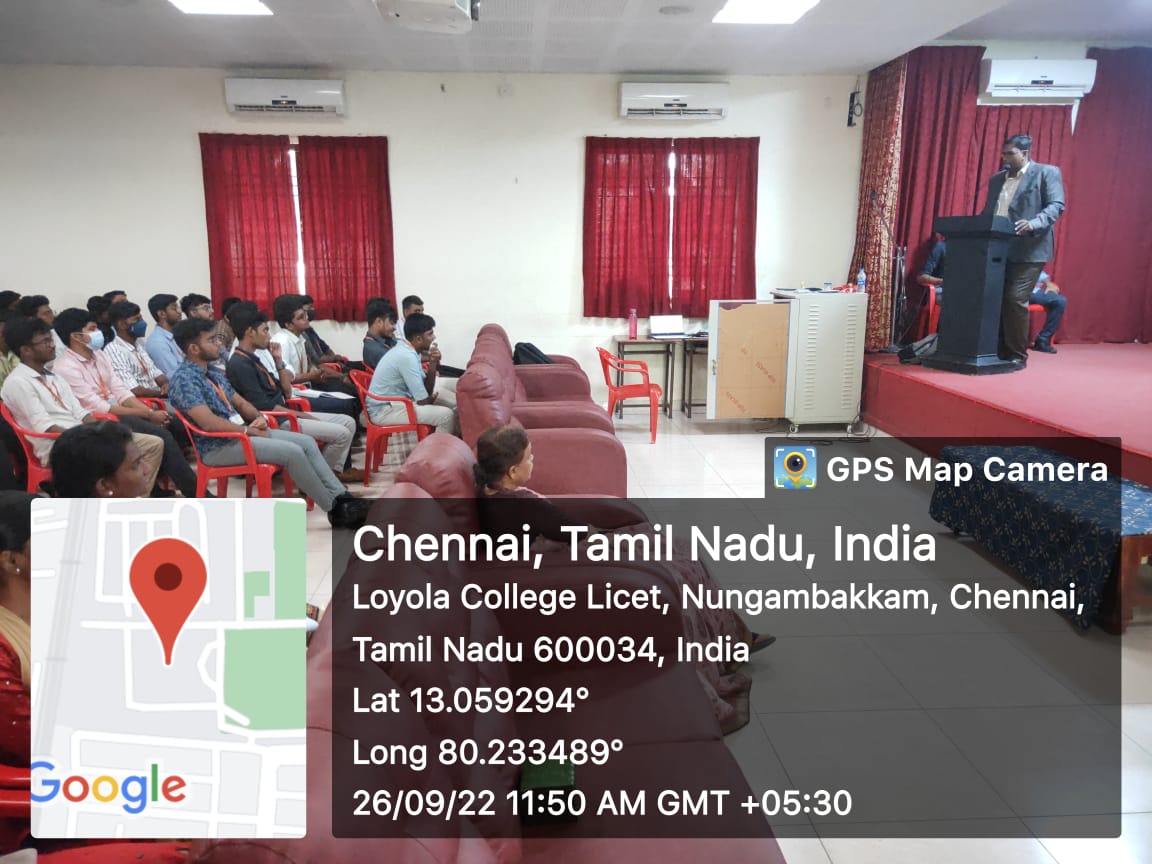 GPS Map Camera
Chennai, Tamil Nadu, India
Loyola College Licet, Nungambakkam, Chennai,
Tamil Nadu 600034, India
Lat 13.059294°
Long 80.233489°
26/09/22 11:50 AM GMT +05:30
Google